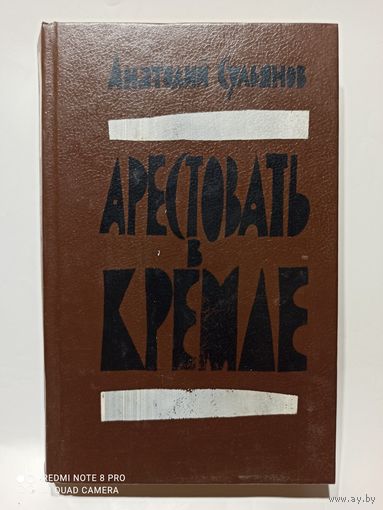 Анатолий Сульянов
АРЕСТОВАТЬ
В
КРЕМЛЕ
REDMI NOTE 8 PRO
QUAD CAMERA
www.ay.by